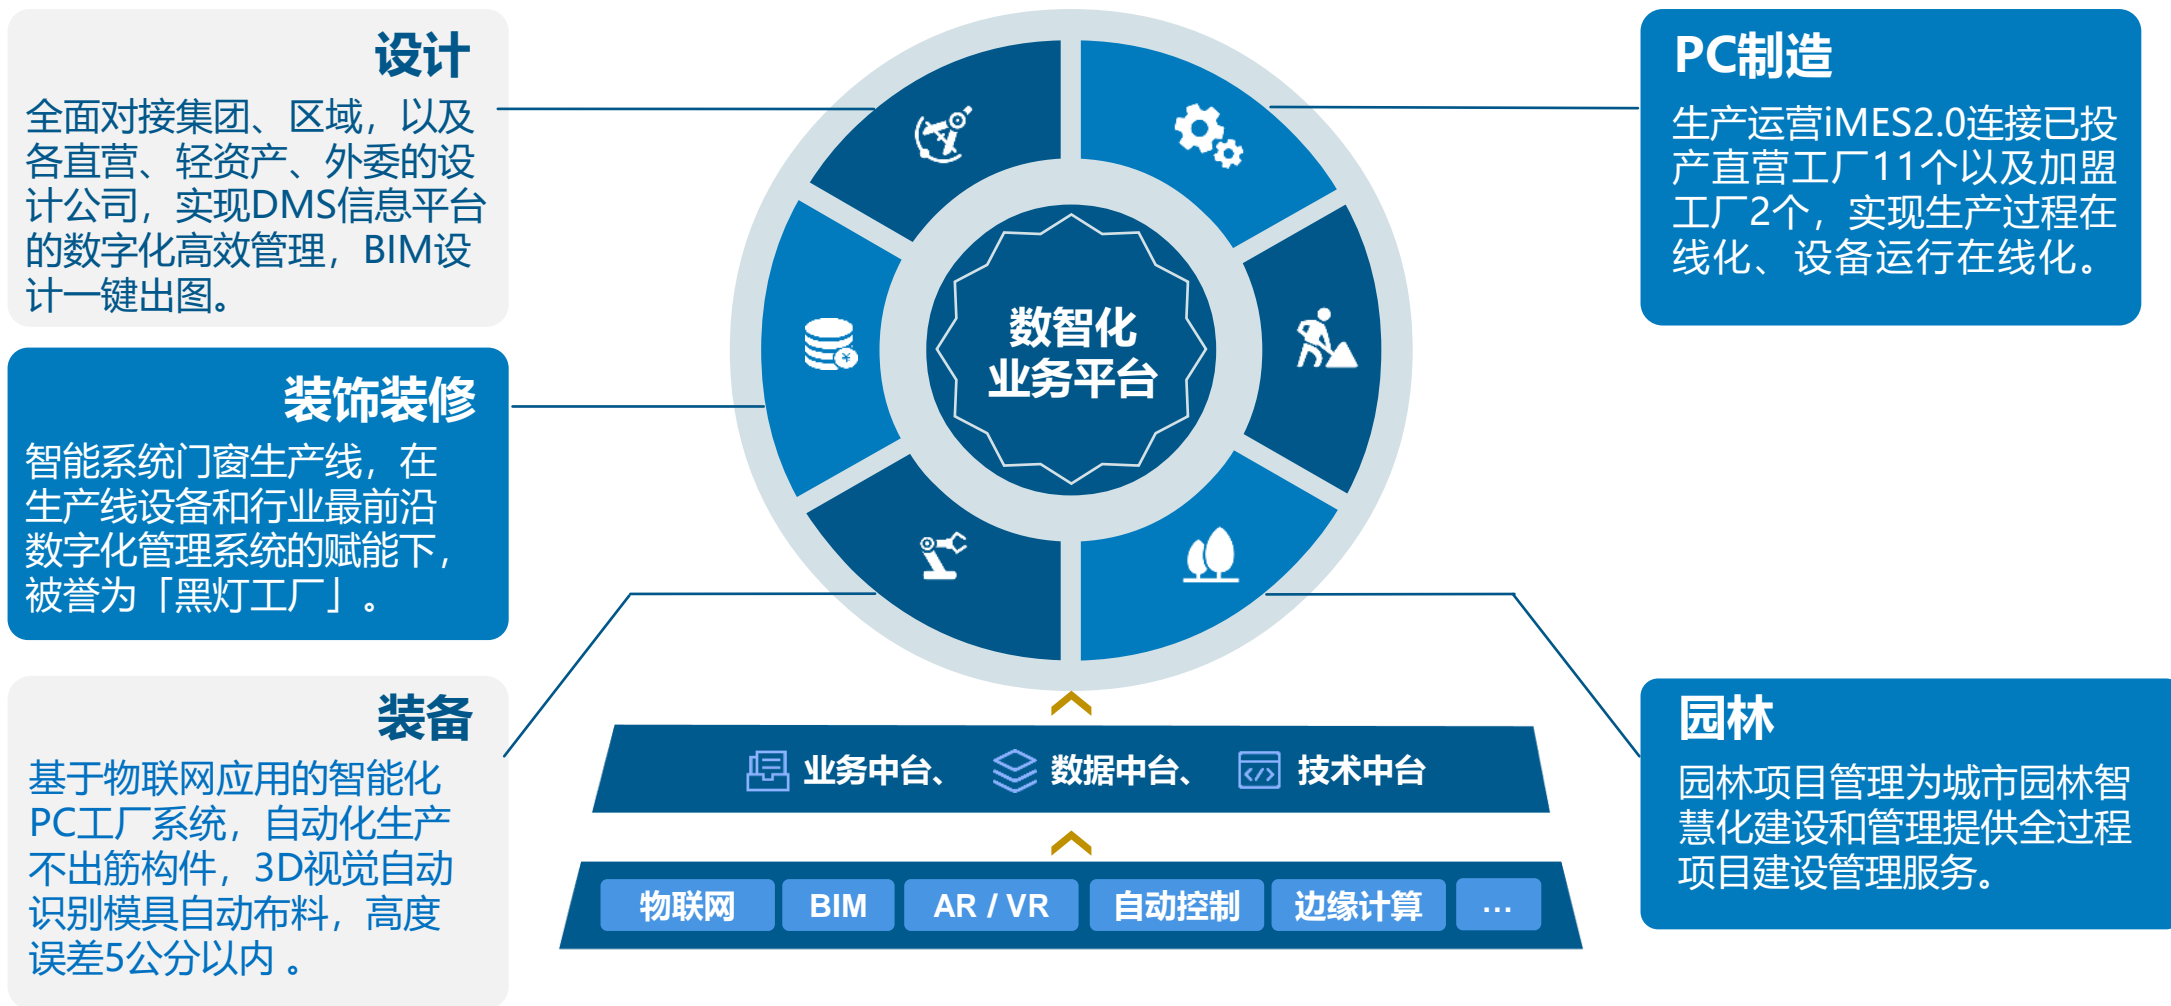 设计
全面对接集团、区域，以及
各直营、轻资产、外委的设
计公司，实现DMS信息平台
的数字化高效管理，BIM设
计一键出图。
装饰装修
智能系统门窗生产线，在
生产线设备和行业最前沿
数字化管理系统的赋能下，
被誉为「黑灯工厂」。
装备
基于物联网应用的智能化
PC工厂系统，自动化生产
不出筋构件，3D视觉自动
识别模具自动布料，高度
误差5公分以内 。
数智化
业务平台
PC制造
生产运营iMES2.0连接已投
产直营工厂11个以及加盟
工厂2个，实现生产过程在
线化、设备运行在线化。
园林
园林项目管理为城市园林智
慧化建设和管理提供全过程
项目建设管理服务。
业务中台、 数据中台、 技术中台
物联网 BIM AR / VR 自动控制 边缘计算 ...